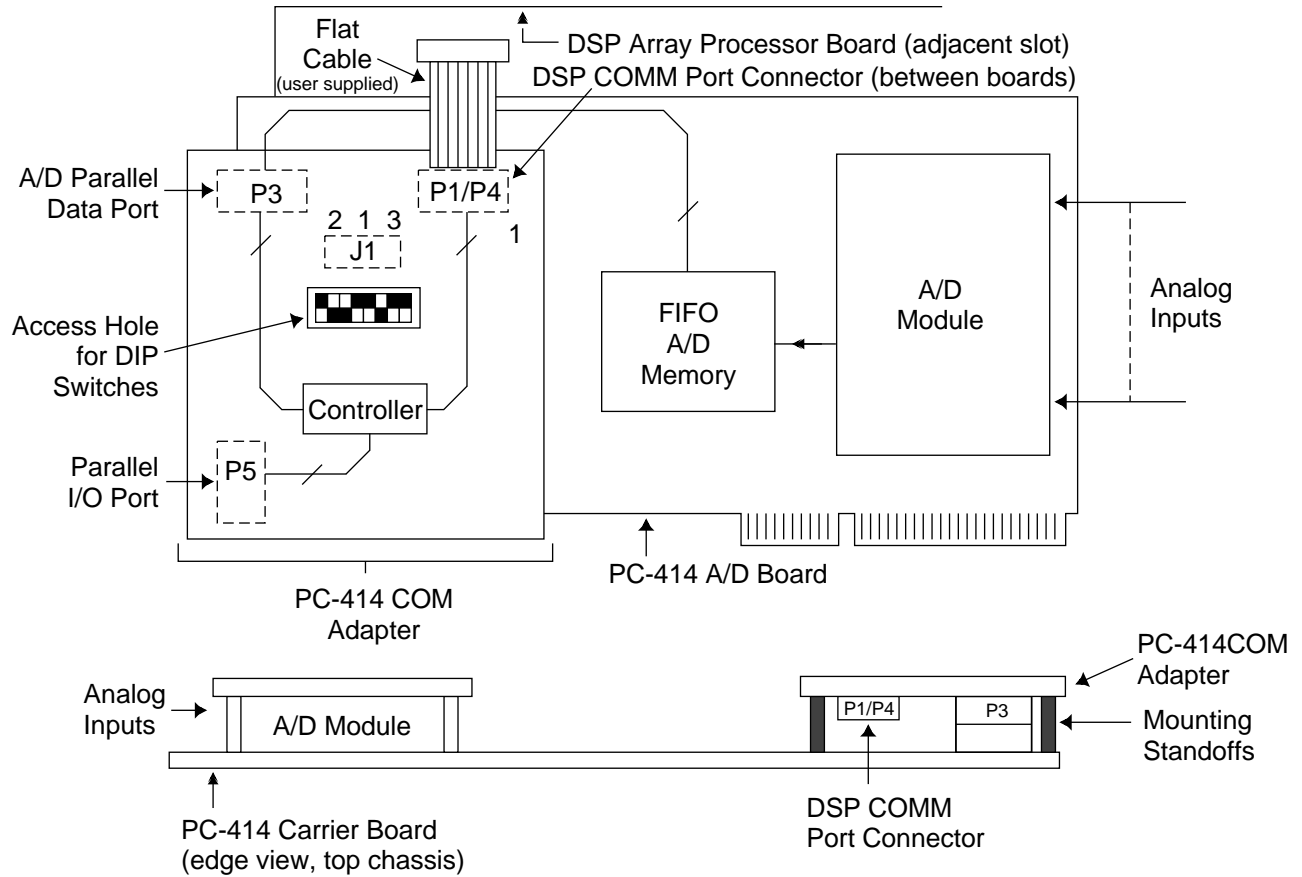 Flat
Cable
(user supplied)
DSP Array Processor Board (adjacent slot)
DSP COMM Port Connector (between boards)
A/D Parallel
Data Port
P3
P1/P4
2 1 3
J1
1
Access Hole
for DIP
Switches
Controller
Parallel
I/O Port
P5
FIFO
A/D
Memory
A/D
Module
Analog
Inputs
PC-414 COM
Adapter
PC-414 A/D Board
Analog
Inputs
A/D Module
PC-414 Carrier Board
(edge view, top chassis)
P1/P4
P3
PC-414COM
Adapter
Mounting
Standoffs
DSP COMM
Port Connector